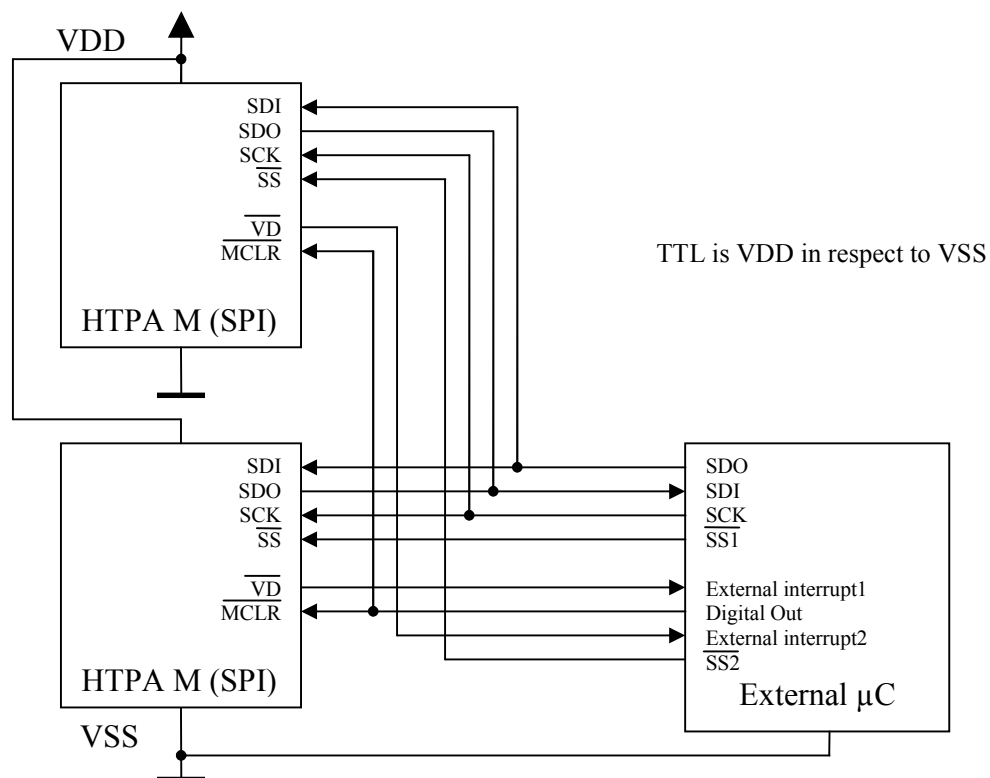 VDD
SDI
SDO
SCK
SS
VD
MCLR
HTPA M (SPI)
TTL is VDD in respect to VSS
SDI
SDO
SCK
SS
VD
MCLR
HTPA M (SPI)
VSS
SDO
SDI
SCK
SS1
External interrupt1
Digital Out
External interrupt2
SS2
External µC